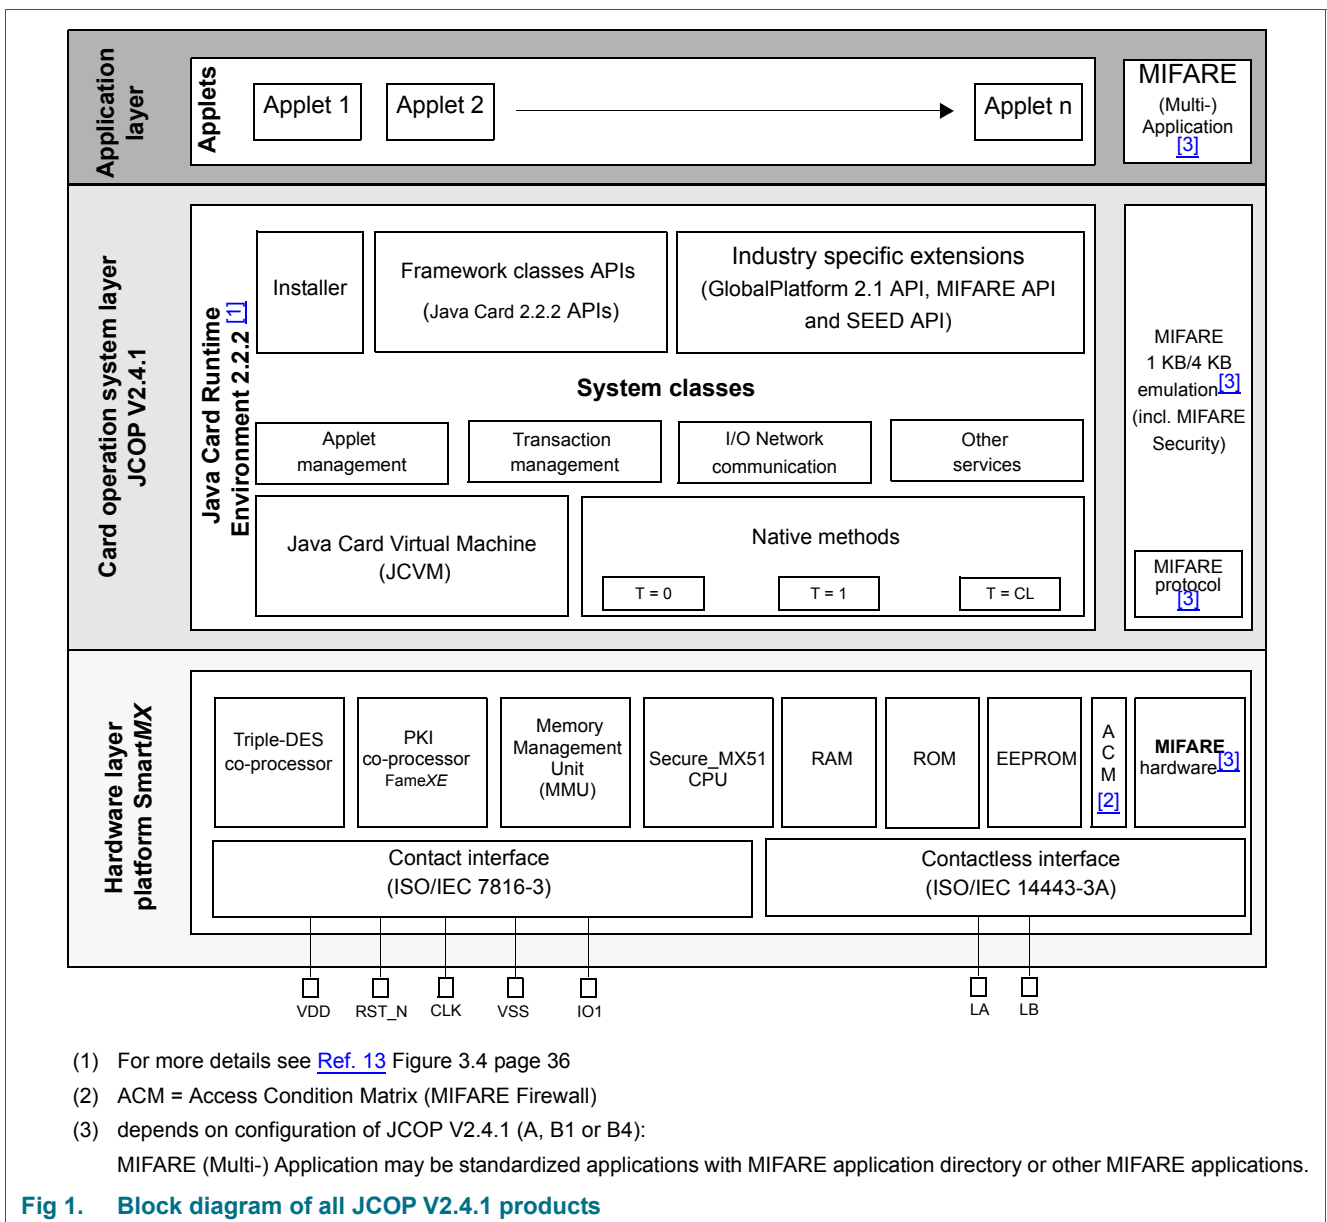 Application
layer
Applets
Applet 1
Applet 2
Applet n
MIFARE
(Multi-)
Application
[3]
Card operation system layer
JCOP V2.4.1
Java Card Runtime
Environment 2.2.2 [1]
Installer
Framework classes APIs
(Java Card 2.2.2 APIs)
Industry specific extensions
(GlobalPlatform 2.1 API, MIFARE API
and SEED API)
System classes
Applet
management
Transaction
management
I/O Network
communication
Other
services
Java Card Virtual Machine
(JCVM)
Native methods
T = 0
T = 1
T = CL
MIFARE
1 KB/4 KB
emulation[3]
(incl. MIFARE
Security)
MIFARE
protocol
[3]
Hardware layer
platform SmartMX
Triple-DES
co-processor
PKI
co-processor
FameXE
Memory
Management
Unit
(MMU)
Secure_MX51
CPU
RAM
ROM
EEPROM
A
C
M
[2]
MIFARE
hardware[3]
Contact interface
(ISO/IEC 7816-3)
Contactless interface
(ISO/IEC 14443-3A)
VDD
RST_N
CLK
VSS
IO1
LA
LB
(1) For more details see Ref. 13 Figure 3.4 page 36
(2) ACM = Access Condition Matrix (MIFARE Firewall)
(3) depends on configuration of JCOP V2.4.1 (A, B1 or B4):
MIFARE (Multi-) Application may be standardized applications with MIFARE application directory or other MIFARE applications.
Fig 1. Block diagram of all JCOP V2.4.1 products